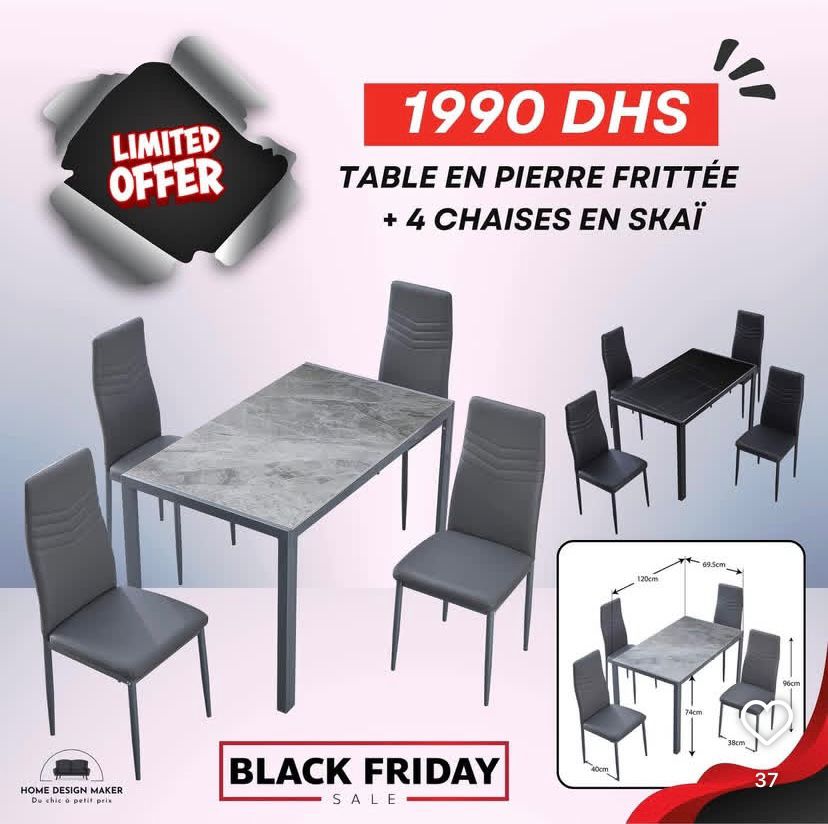 LIMITED
OFFER
1990 DHS
TABLE EN PIERRE FRITTÉE
+ 4 CHAISES EN SKAÏ
120cm
69.5cm
96cm
74cm
38cm
40cm
37
HOME DESIGN MAKER
Du chic à petit prix
BLACK FRIDAY
SALE